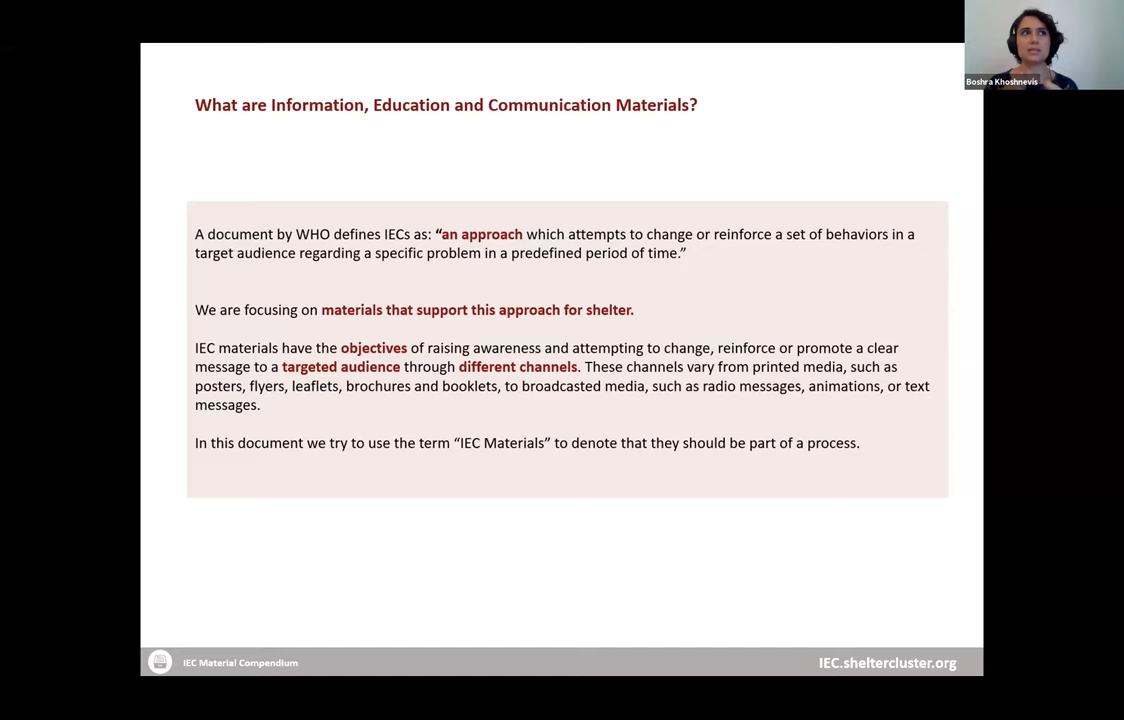 Boshra Khoshnevis
What are Information, Education and Communication Materials?
A document by WHO defines IECs as: “an approach which attempts to change or reinforce a set of behaviors in a
target audience regarding a specific problem in a predefined period of time.”
We are focusing on materials that support this approach for shelter.
IEC materials have the objectives of raising awareness and attempting to change, reinforce or promote a clear
message to a targeted audience through different channels. These channels vary from printed media, such as
posters, flyers, leaflets, brochures and booklets, to broadcasted media, such as radio messages, animations, or text
messages.
In this document we try to use the term “IEC Materials” to denote that they should be part of a process.
IEC Material Compendium
IEC.sheltercluster.org